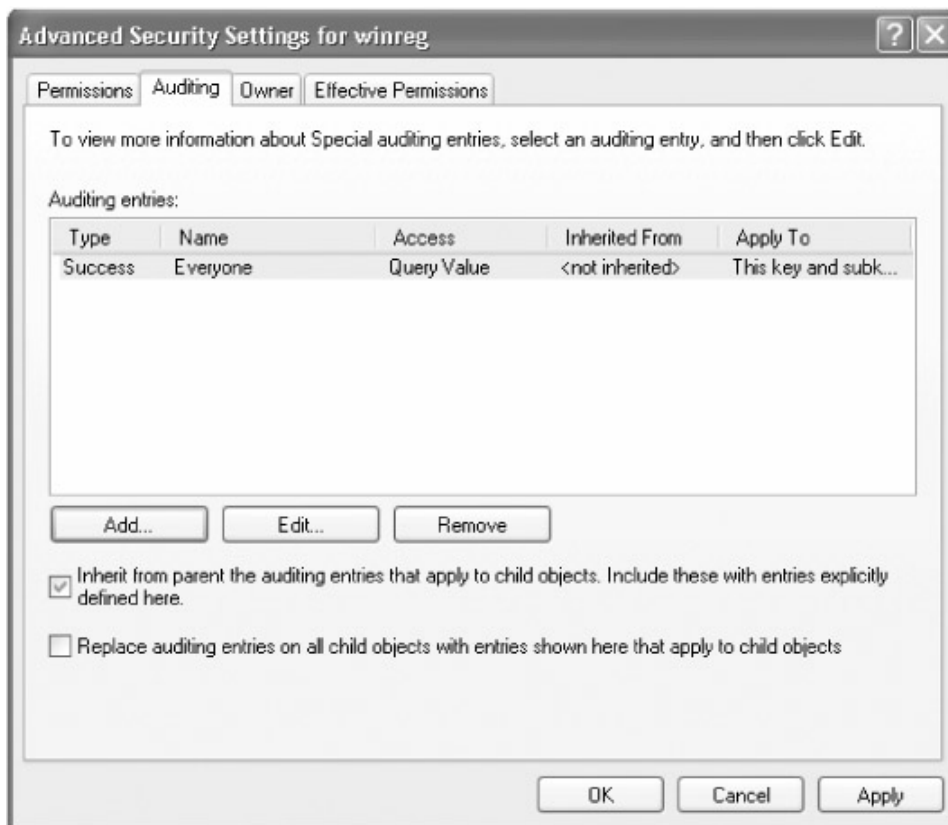 Advanced Security Settings for winreg
Permissions Auditing Owner Effective Permissions
To view more information about Special auditing entries, select an auditing entry, and then click Edit.
Auditing entries:
Type Name Access Inherited From Apply To
Success Everyone Query Value <not inherited> This key and subk...
Add... Edit... Remove
Inherit from parent the auditing entries that apply to child objects. Include these with entries explicitly
defined here.
Replace auditing entries on all child objects with entries shown here that apply to child objects
OK Cancel Apply